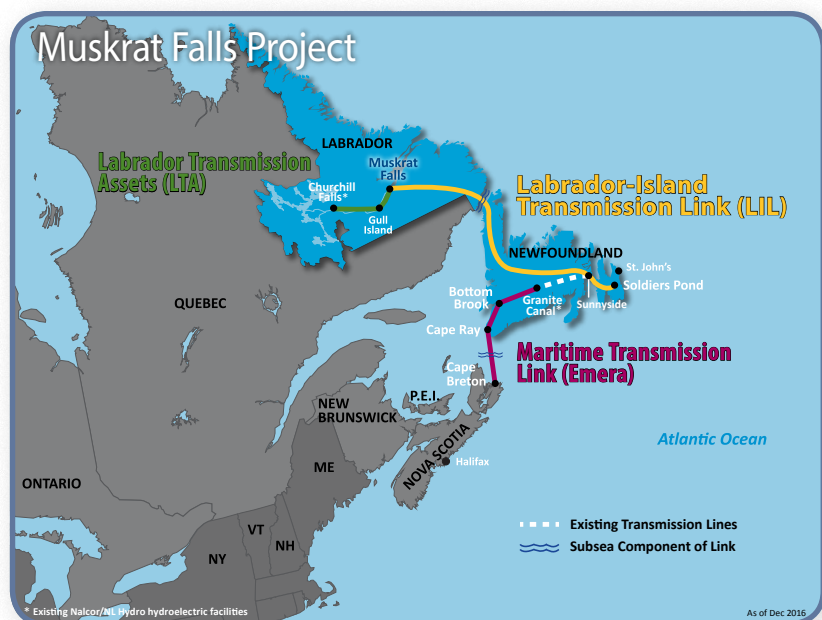 Muskrat Falls Project
Labrador Transmission
Assets (LTA)
LABRADOR
Muskrat
Falls
Churchill
Falls*
Gull
Island
Labrador-Island
Transmission Link (LIL)
NEWFOUNDLAND
St. John's
Soldiers Pond
Sunnyside
Bottom
Brook
Granite
Canal*
QUEBEC
Cape Ray
Maritime Transmission
Link (Emera)
Cape
Breton
P.E.I.
NEW
BRUNSWICK
NOVA SCOTIA
Halifax
Atlantic Ocean
ME
ONTARIO
VT
NH
NY
Existing Transmission Lines
Subsea Component of Link
* Existing Nalcor/NL Hydro hydroelectric facilities
As of Dec 2016